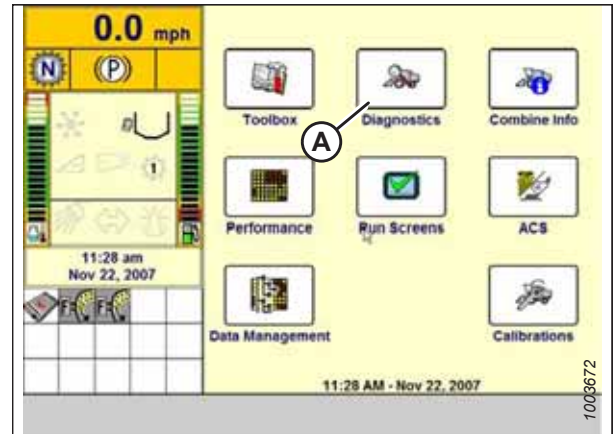 0.0 mph
N (P)
Toolbox
Diagnostics
Combine Info
A
1
Performance
Run Screens
ACS
11:28 am
Nov 22, 2007
F F
Data Management
Calibrations
11:28 AM - Nov 22, 2007
1003672